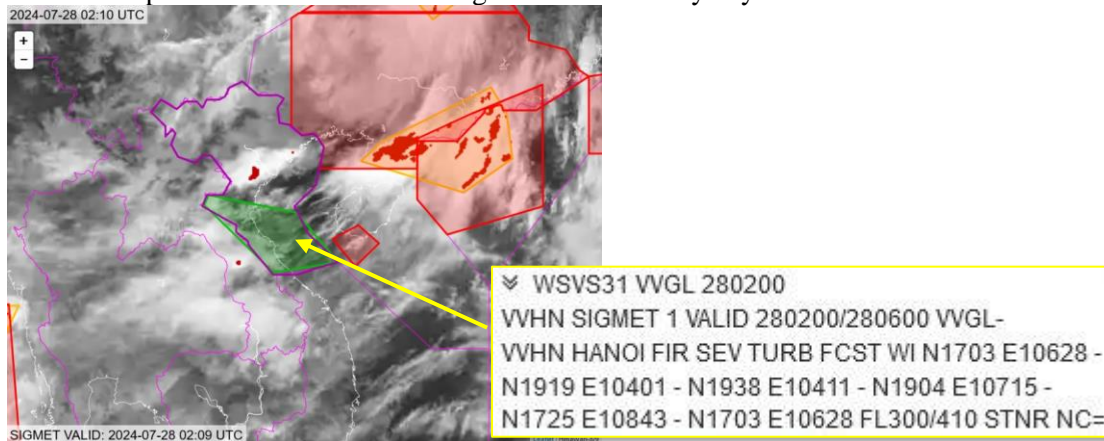 2024-07-28 02:10 UTC
+
−
WSVS31 VVGL 280200
VVHN SIGMET 1 VALID 280200/280600 VVGL-
VVHN HANOI FIR SEV TURB FCST WI N1703 E10628 -
N1919 E10401 - N1938 E10411 - N1904 E10715 -
N1725 E10843 - N1703 E10628 FL300/410 STNR NC=
SIGMET VALID: 2024-07-28 02:09 UTC